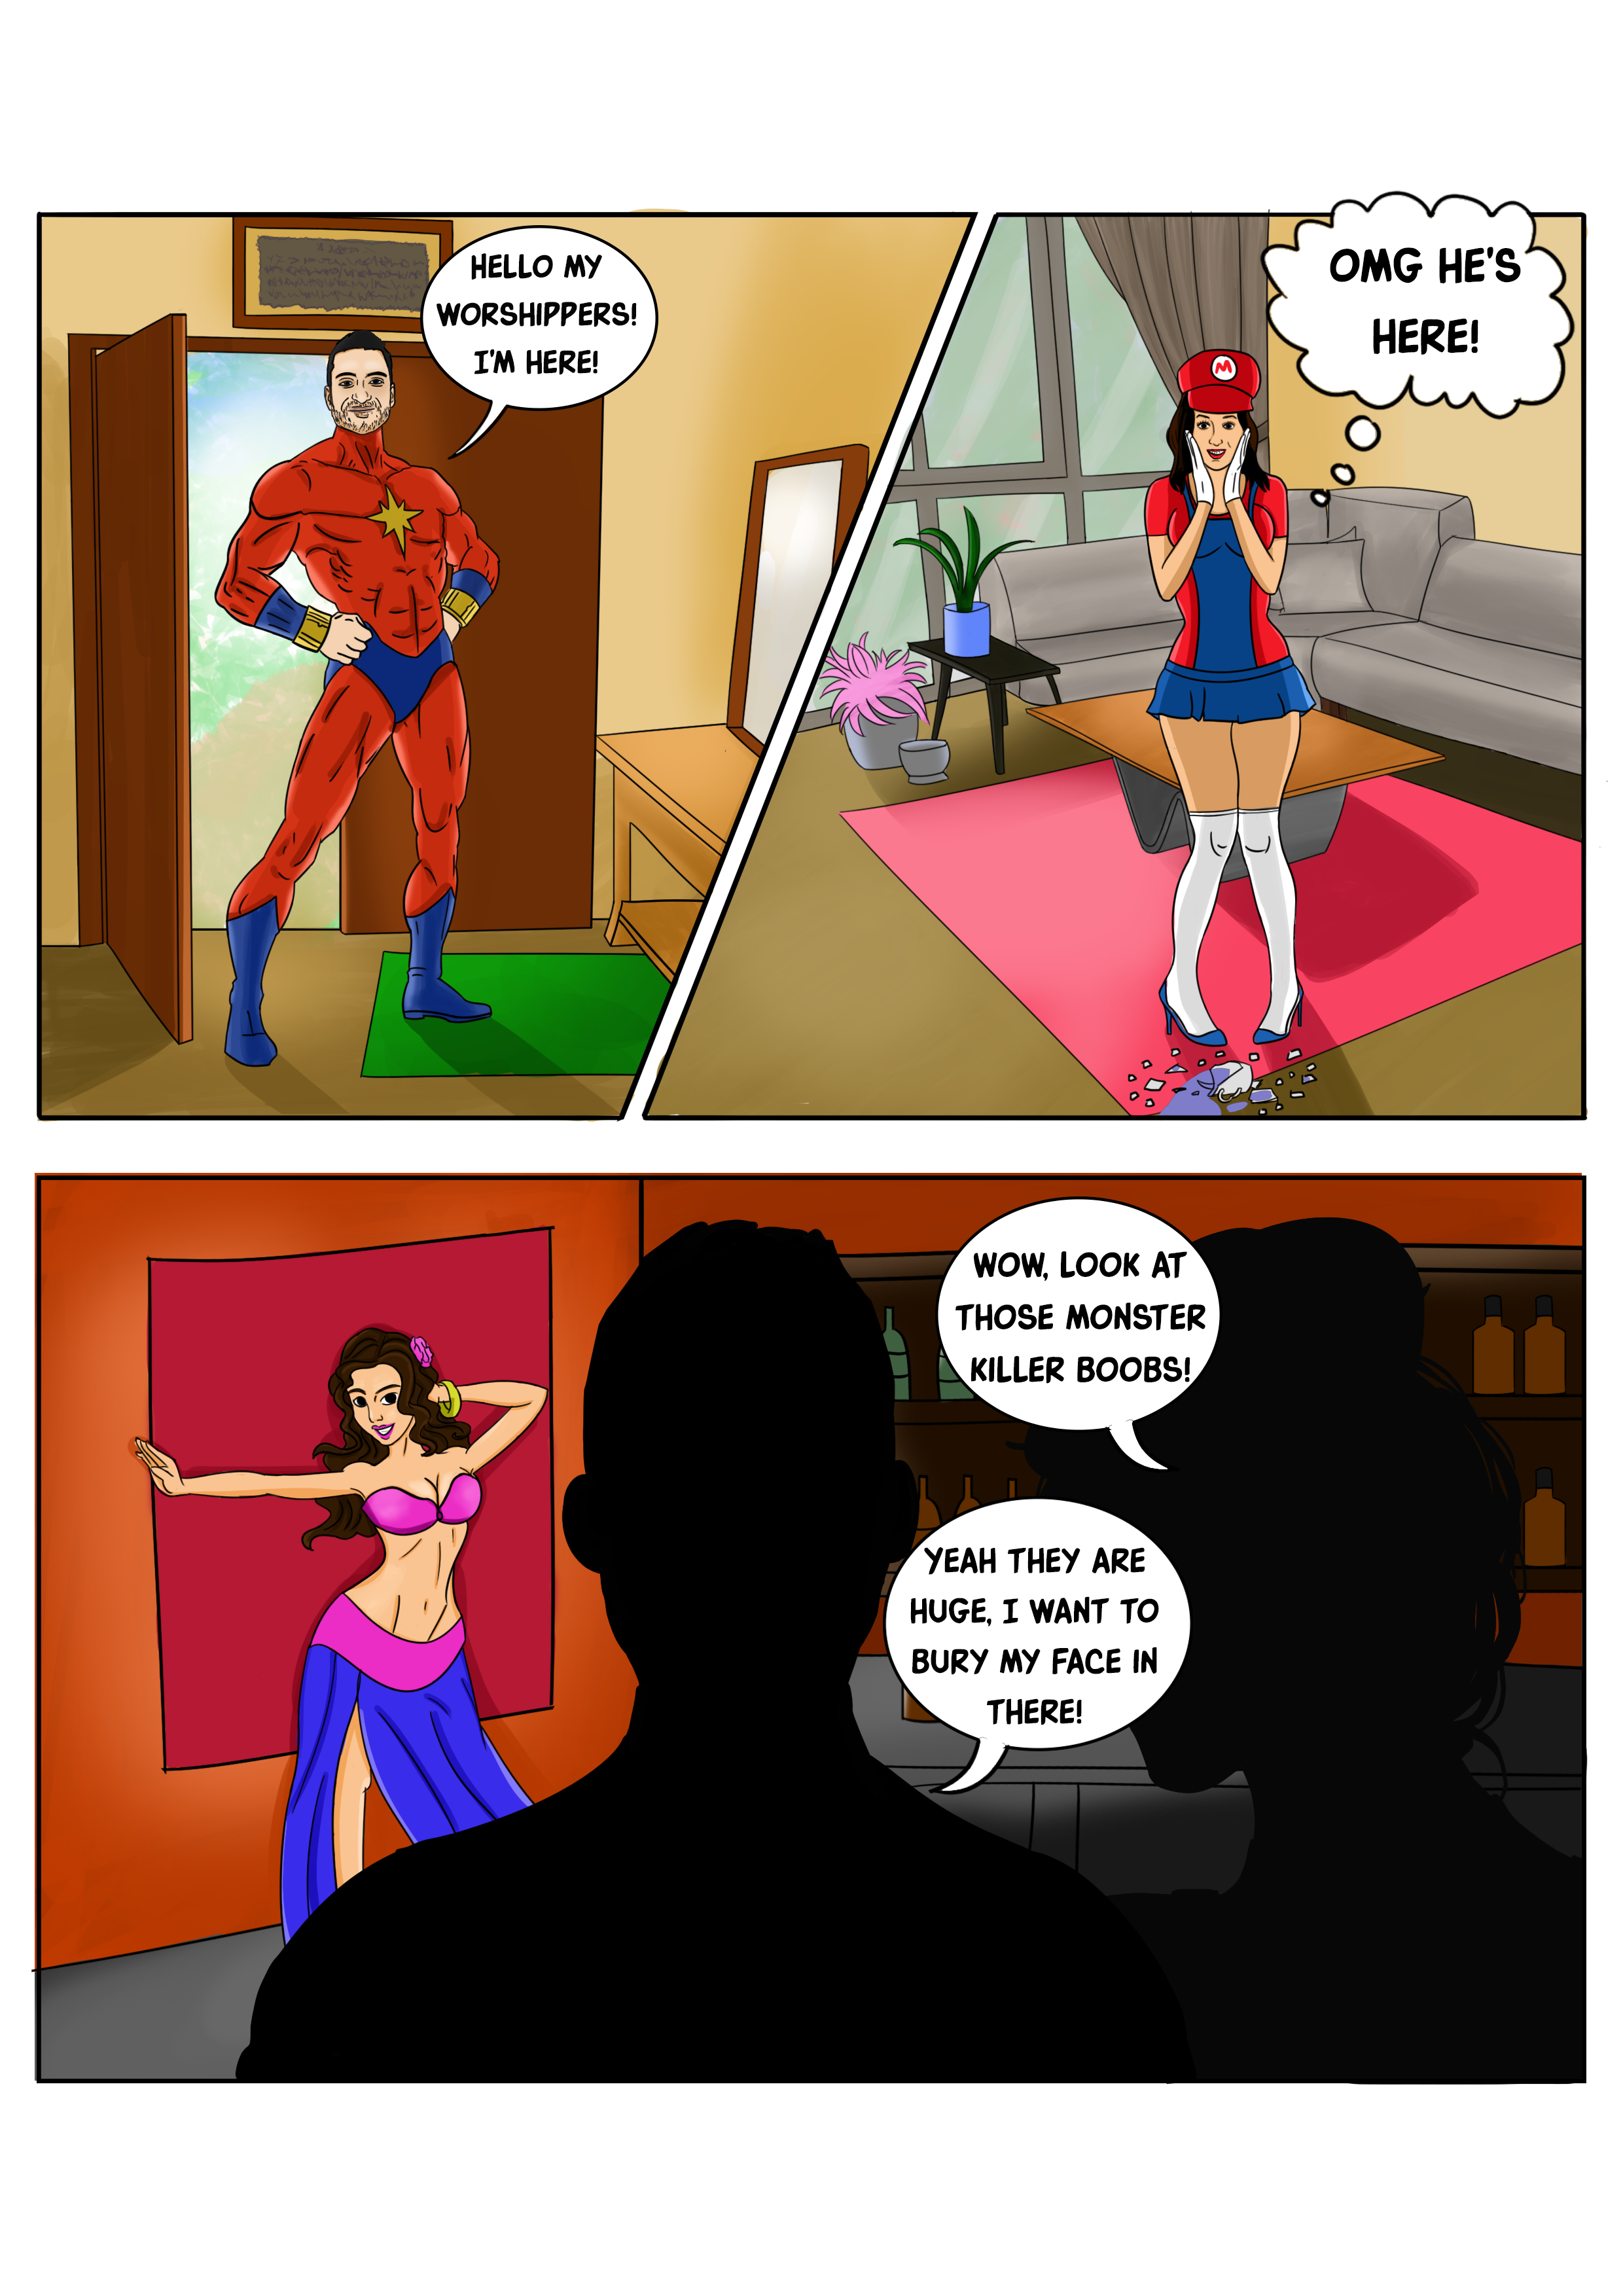 HELLO MY
WORSHIPPERS!
I'M HERE!
OMG HE'S
HERE!
M
WOW, LOOK AT
THOSE MONSTER
KILLER BOOBS!
YEAH THEY ARE
HUGE, I WANT TO
BURY MY FACE IN
THERE!